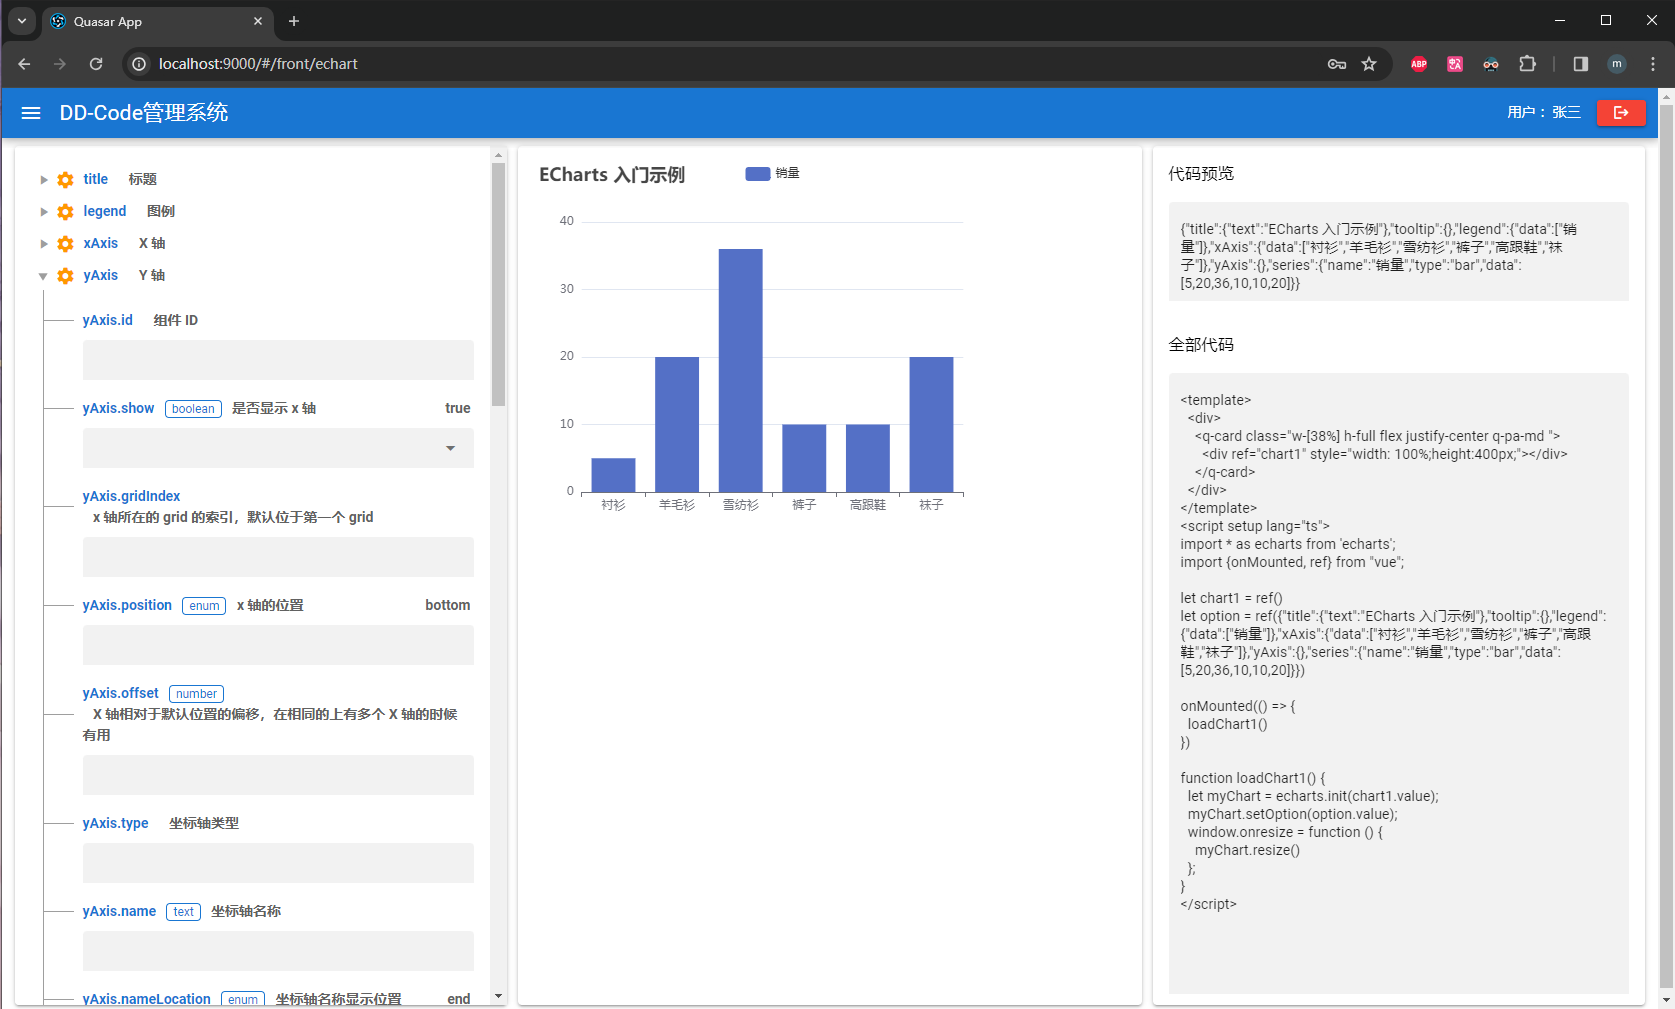 Quasar App
localhost:9000/#/front/echart
ABP
m
DD-Code管理系统
用户： 张三
title 标题
legend 图例
xAxis X 轴
yAxis Y 轴
yAxis.id 组件 ID
yAxis.show boolean 是否显示 x 轴 true
yAxis.gridIndex
x 轴所在的 grid 的索引，默认位于第一个 grid
yAxis.position enum x 轴的位置 bottom
yAxis.offset number
X 轴相对于默认位置的偏移，在相同的上有多个 X 轴的时候
有用
yAxis.type 坐标轴类型
yAxis.name text 坐标轴名称
yAxis.nameLocation enum 坐标轴名称显示位置 end
ECharts 入门示例
销量
40
30
20
10
0
衬衫 羊毛衫 雪纺衫 裤子 高跟鞋 袜子
代码预览
{"title":{"text":"ECharts 入门示例"},"tooltip":{},"legend":{"data":["销
量"]},"xAxis":{"data":["衬衫","羊毛衫","雪纺衫","裤子","高跟鞋","袜
子"]},"yAxis":{},"series":{"name":"销量","type":"bar","data":
[5,20,36,10,10,20]}}
全部代码
<template>
<div>
<q-card class="w-[38%] h-full flex justify-center q-pa-md ">
<div ref="chart1" style="width: 100%;height:400px;"></div>
</q-card>
</div>
</template>
<script setup lang="ts">
import * as echarts from 'echarts';
import {onMounted, ref} from "vue";
let chart1 = ref()
let option = ref({"title":{"text":"ECharts 入门示例"},"tooltip":{},"legend":
{"data":["销量"]},"xAxis":{"data":["衬衫","羊毛衫","雪纺衫","裤子","高跟
鞋","袜子"]},"yAxis":{},"series":{"name":"销量","type":"bar","data":
[5,20,36,10,10,20]}})
onMounted(() => {
loadChart1()
})
function loadChart1() {
let myChart = echarts.init(chart1.value);
myChart.setOption(option.value);
window.onresize = function () {
myChart.resize()
};
}
</script>